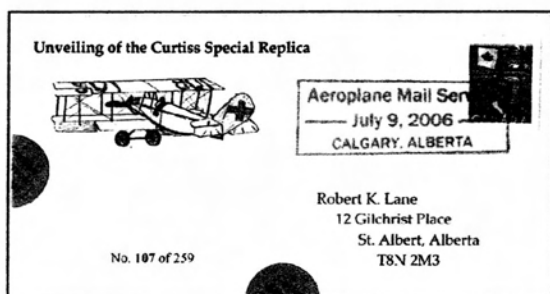 Unveiling of the Curtiss Special Replica
Aeroplane Mail
July 9, 2006
CALGARY, ALBERTA
Robert K. Lane
12 Gilchrist Place
St. Albert, Alberta
T8N 2M3
No. 107 of 259